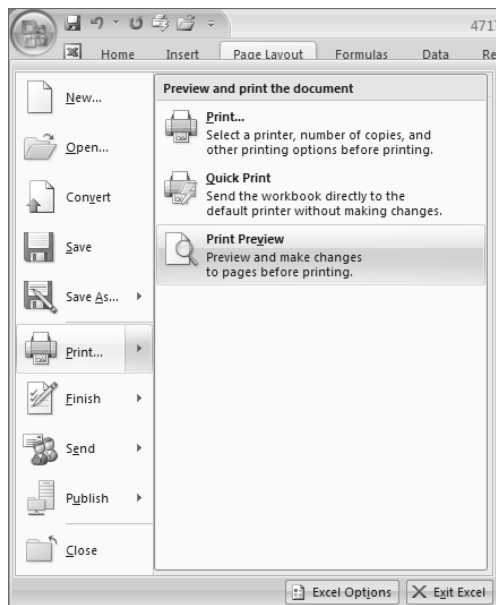 471
Home Insert Page Layout Formulas Data Re
New...
Open...
Convert
Save
Save As...
Print...
Finish
Send
Publish
Close
Preview and print the document
Print...
Select a printer, number of copies, and
other printing options before printing.
Quick Print
Send the workbook directly to the
default printer without making changes.
Print Preview
Preview and make changes
to pages before printing.
Excel Options
Exit Excel